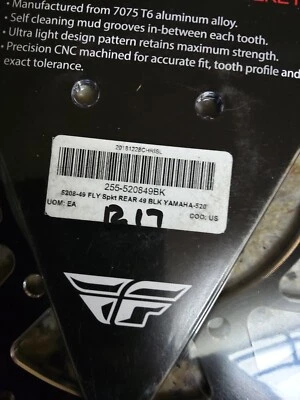 • Manufactured from 7075 T6 aluminum alloy.
• Self cleaning mud grooves in-between each tooth.
• Ultra light design pattern retains maximum strength.
• Precision CNC machined for accurate fit, tooth profile and
exact tolerance.
255-520849BK
5208-49 FLY Spkt REAR 49 BLK YAMAHA-520
UOM: EA
COO: US
B-17